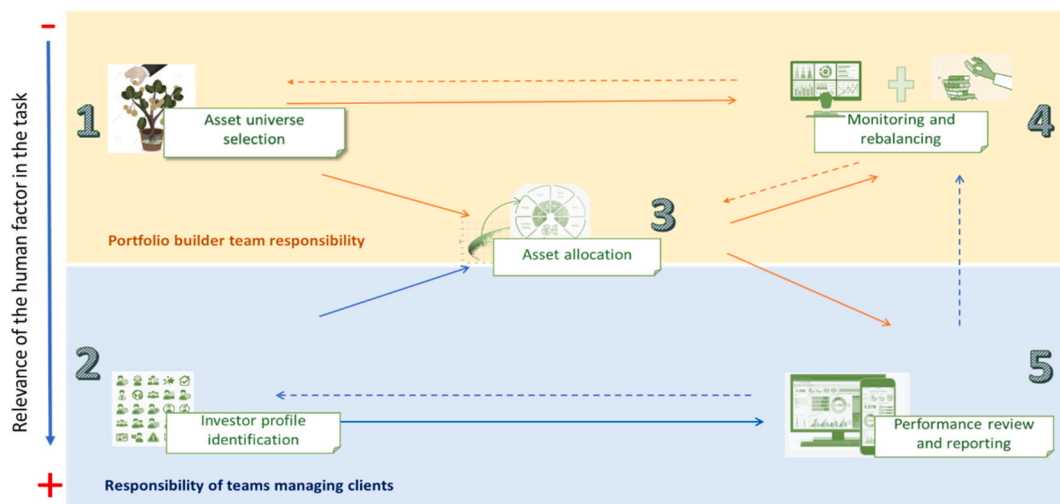 −
Relevance of the human factor in the task
+
1
Asset universe
selection
4
Monitoring and
rebalancing
3
Asset allocation
Portfolio builder team responsibility
2
Investor profile
identification
5
Performance review
and reporting
Responsibility of teams managing clients